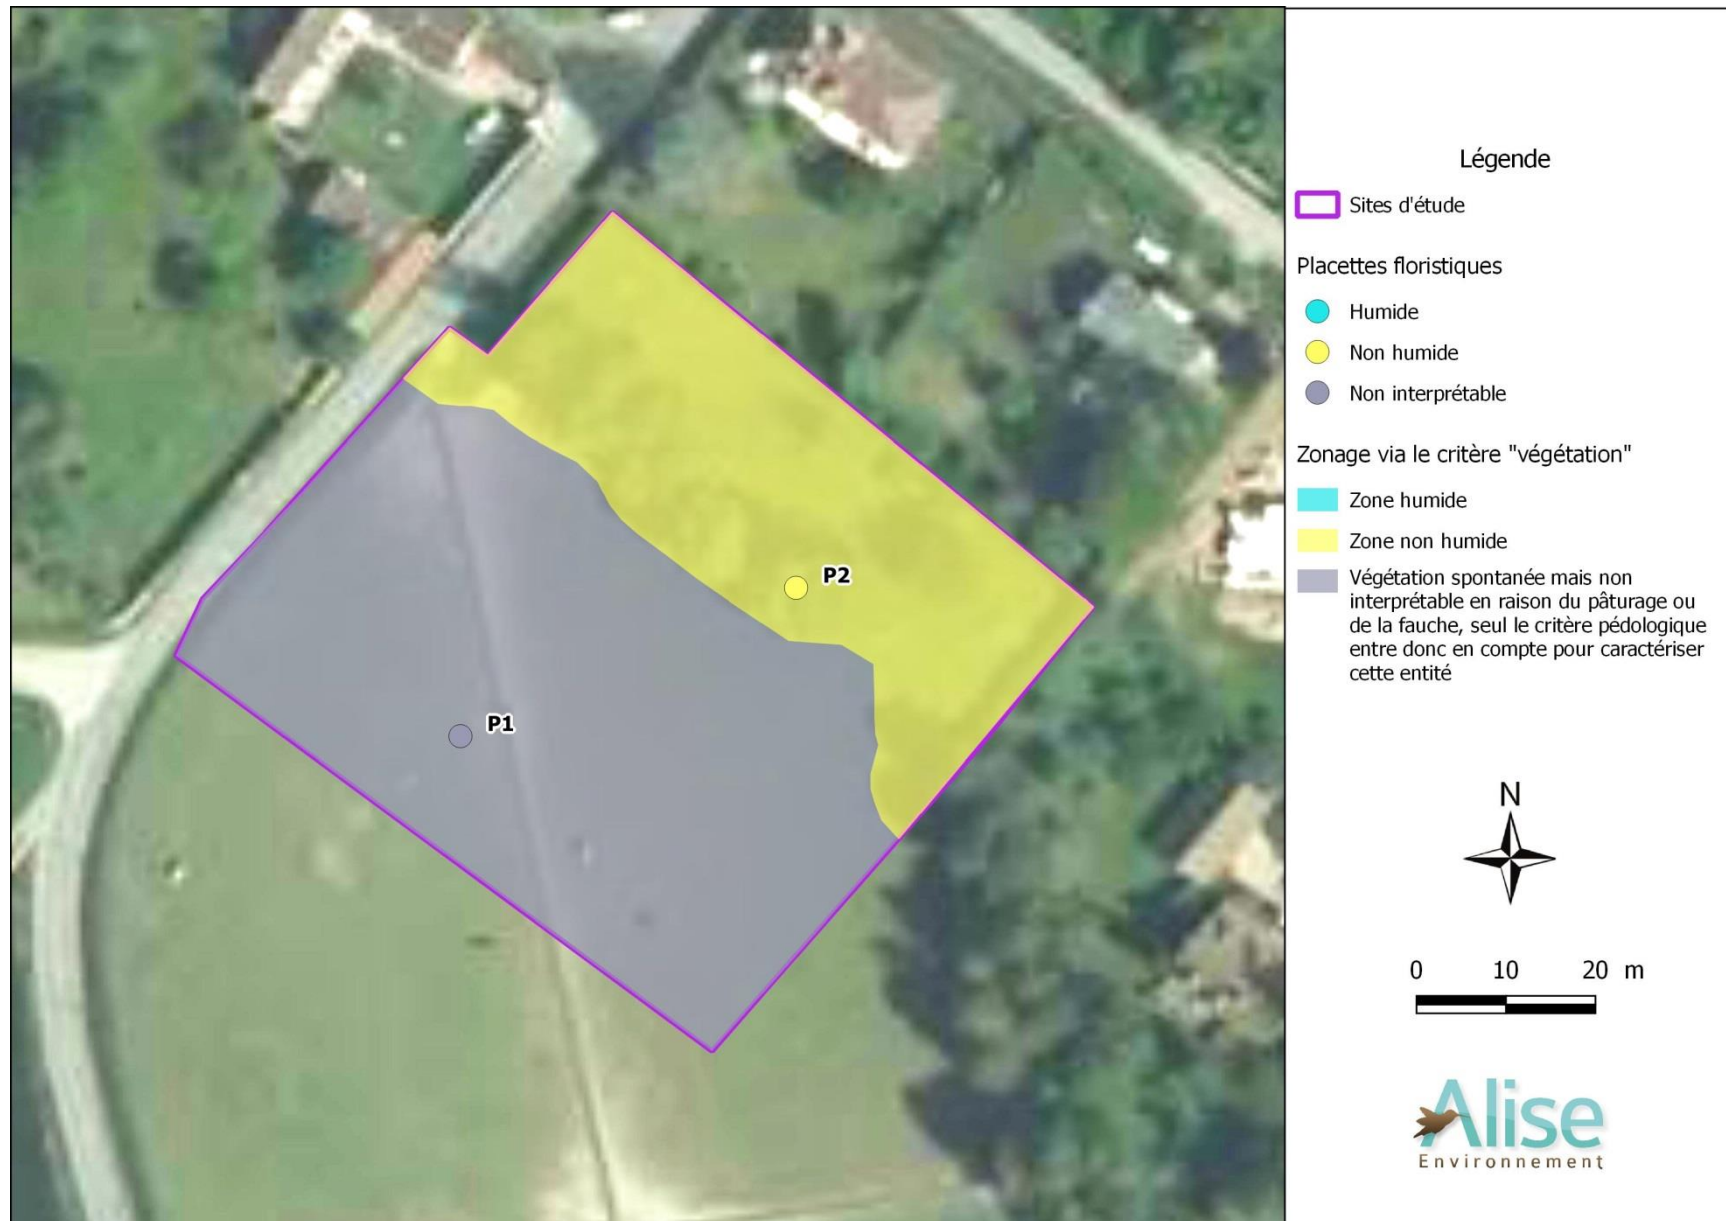 Légende
Sites d'étude
Placettes floristiques
Humide
Non humide
Non interprétable
Zonage via le critère "végétation"
Zone humide
Zone non humide
Végétation spontanée mais non
interprétable en raison du pâturage ou
de la fauche, seul le critère pédologique
entre donc en compte pour caractériser
cette entité
P2
P1
N
0 10 20 m
Alise
Environnement